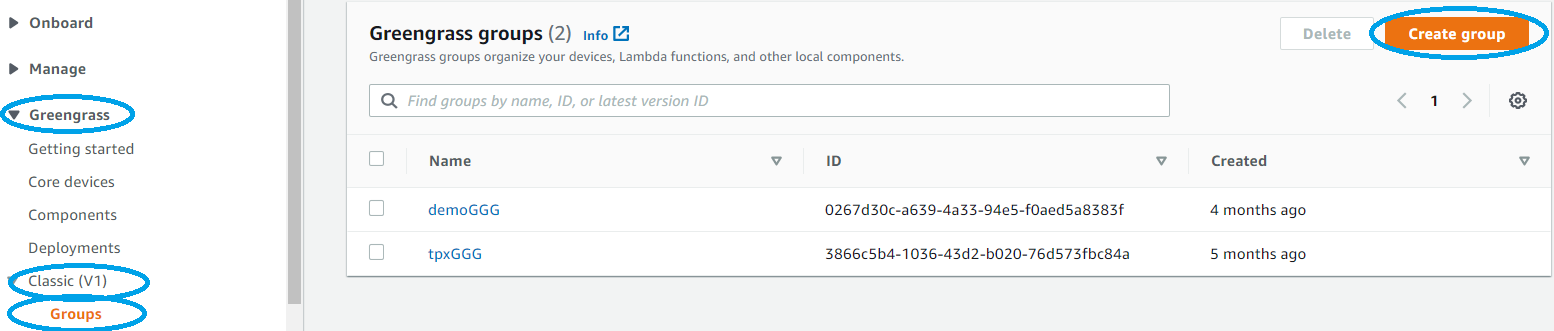 Onboard
Manage
Greengrass
Getting started
Core devices
Components
Deployments
Classic (V1)
Groups
Greengrass groups (2) Info
Delete
Create group
Greengrass groups organize your devices, Lambda functions, and other local components.
Find groups by name, ID, or latest version ID
1
Name ID Created
demoGGG 0267d30c-a639-4a33-94e5-f0aed5a8383f 4 months ago
tpxGGG 3866c5b4-1036-43d2-b020-76d573fbc84a 5 months ago